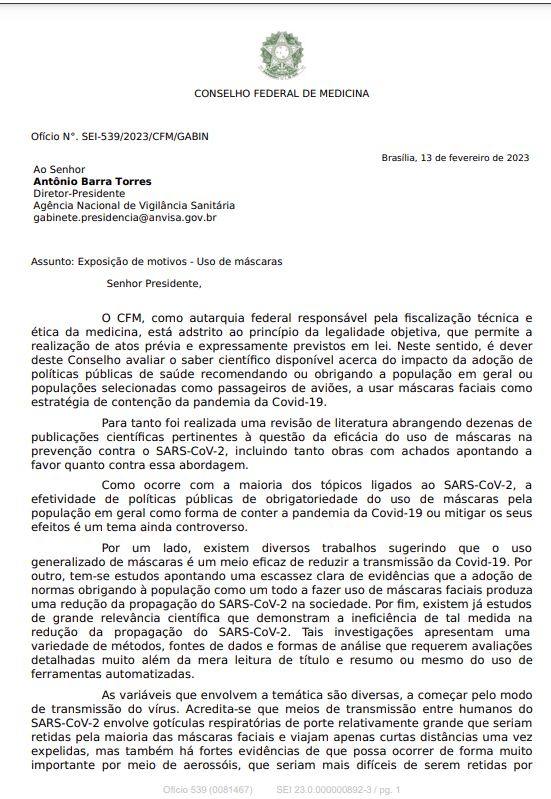 CONSELHO FEDERAL DE MEDICINA
Ofício N°. SEI-539/2023/CFM/GABIN
Brasília, 13 de fevereiro de 2023
Ao Senhor
Antônio Barra Torres
Diretor-Presidente
Agência Nacional de Vigilância Sanitária
gabinete.presidencia@anvisa.gov.br
Assunto: Exposição de motivos - Uso de máscaras
Senhor Presidente,
O CFM, como autarquia federal responsável pela fiscalização técnica e
ética da medicina, está adstrito ao princípio da legalidade objetiva, que permite a
realização de atos prévia e expressamente previstos em lei. Neste sentido, é dever
deste Conselho avaliar o saber científico disponível acerca do impacto da adoção de
políticas públicas de saúde recomendando ou obrigando a população em geral ou
populações selecionadas como passageiros de aviões, a usar máscaras faciais como
estratégia de contenção da pandemia da Covid-19.
Para tanto foi realizada uma revisão de literatura abrangendo dezenas de
publicações científicas pertinentes à questão da eficácia do uso de máscaras na
prevenção contra o SARS-CoV-2, incluindo tanto obras com achados apontando a
favor quanto contra essa abordagem.
Como ocorre com a maioria dos tópicos ligados ao SARS-CoV-2, a
efetividade de políticas públicas de obrigatoriedade do uso de máscaras pela
população em geral como forma de conter a pandemia da Covid-19 ou mitigar os seus
efeitos é um tema ainda controverso.
Por um lado, existem diversos trabalhos sugerindo que o uso
generalizado de máscaras é um meio eficaz de reduzir a transmissão da Covid-19. Por
outro, tem-se estudos apontando uma escassez clara de evidências que a adoção de
normas obrigando à população como um todo a fazer uso de máscaras faciais produza
uma redução da propagação do SARS-CoV-2 na sociedade. Por fim, existem já estudos
de grande relevância científica que demonstram a ineficiência de tal medida na
redução da propagação do SARS-CoV-2. Tais investigações apresentam uma
variedade de métodos, fontes de dados e formas de análise que requerem avaliações
detalhadas muito além da mera leitura de título e resumo ou mesmo do uso de
ferramentas automatizadas.
As variáveis que envolvem a temática são diversas, a começar pelo modo
de transmissão do vírus. Acredita-se que meios de transmissão entre humanos do
SARS-CoV-2 envolve gotículas respiratórias de porte relativamente grande que seriam
retidas pela maioria das máscaras faciais e viajam apenas curtas distâncias uma vez
expelidas, mas também há fortes evidências de que possa ocorrer de forma muito
importante por meio de aerossóis, que seriam mais difíceis de serem retidas por
Ofício 539 (0081467) SEI 23.0.000000892-3 / pg. 1